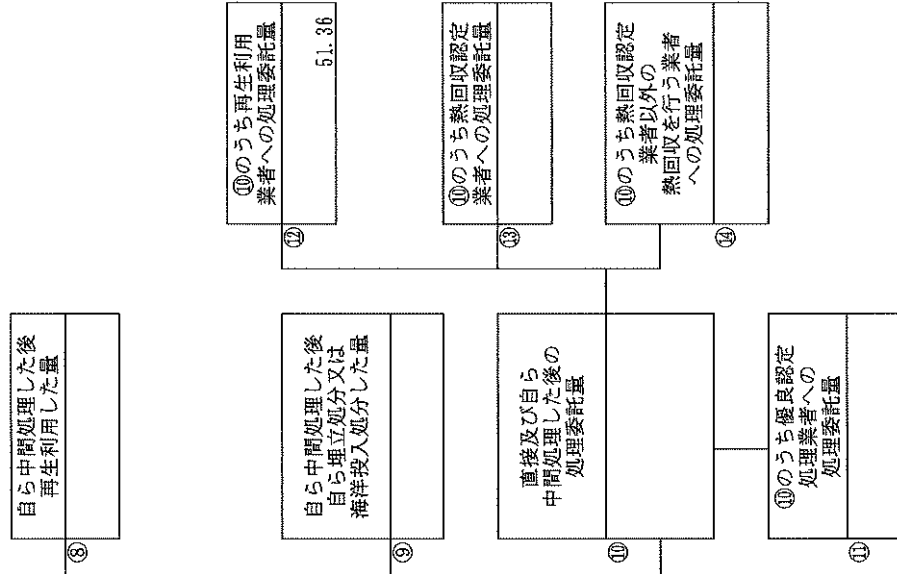 自ら中間処理した後
再生利用した量
⑧
自ら中間処理した後
自ら埋立処分又は
海洋投入処分した量
⑨
直接及び自ら
中間処理した後の
処理委託量
⑩
⑩のうち優良認定
処理業者への
処理委託量
⑪
⑩のうち再生利用
業者への処理委託量
⑫
51.36
⑩のうち熱回収認定
業者への処理委託量
⑬
⑩のうち熱回収認定
業者以外の
熱回収を行う業者
への処理委託量
⑭